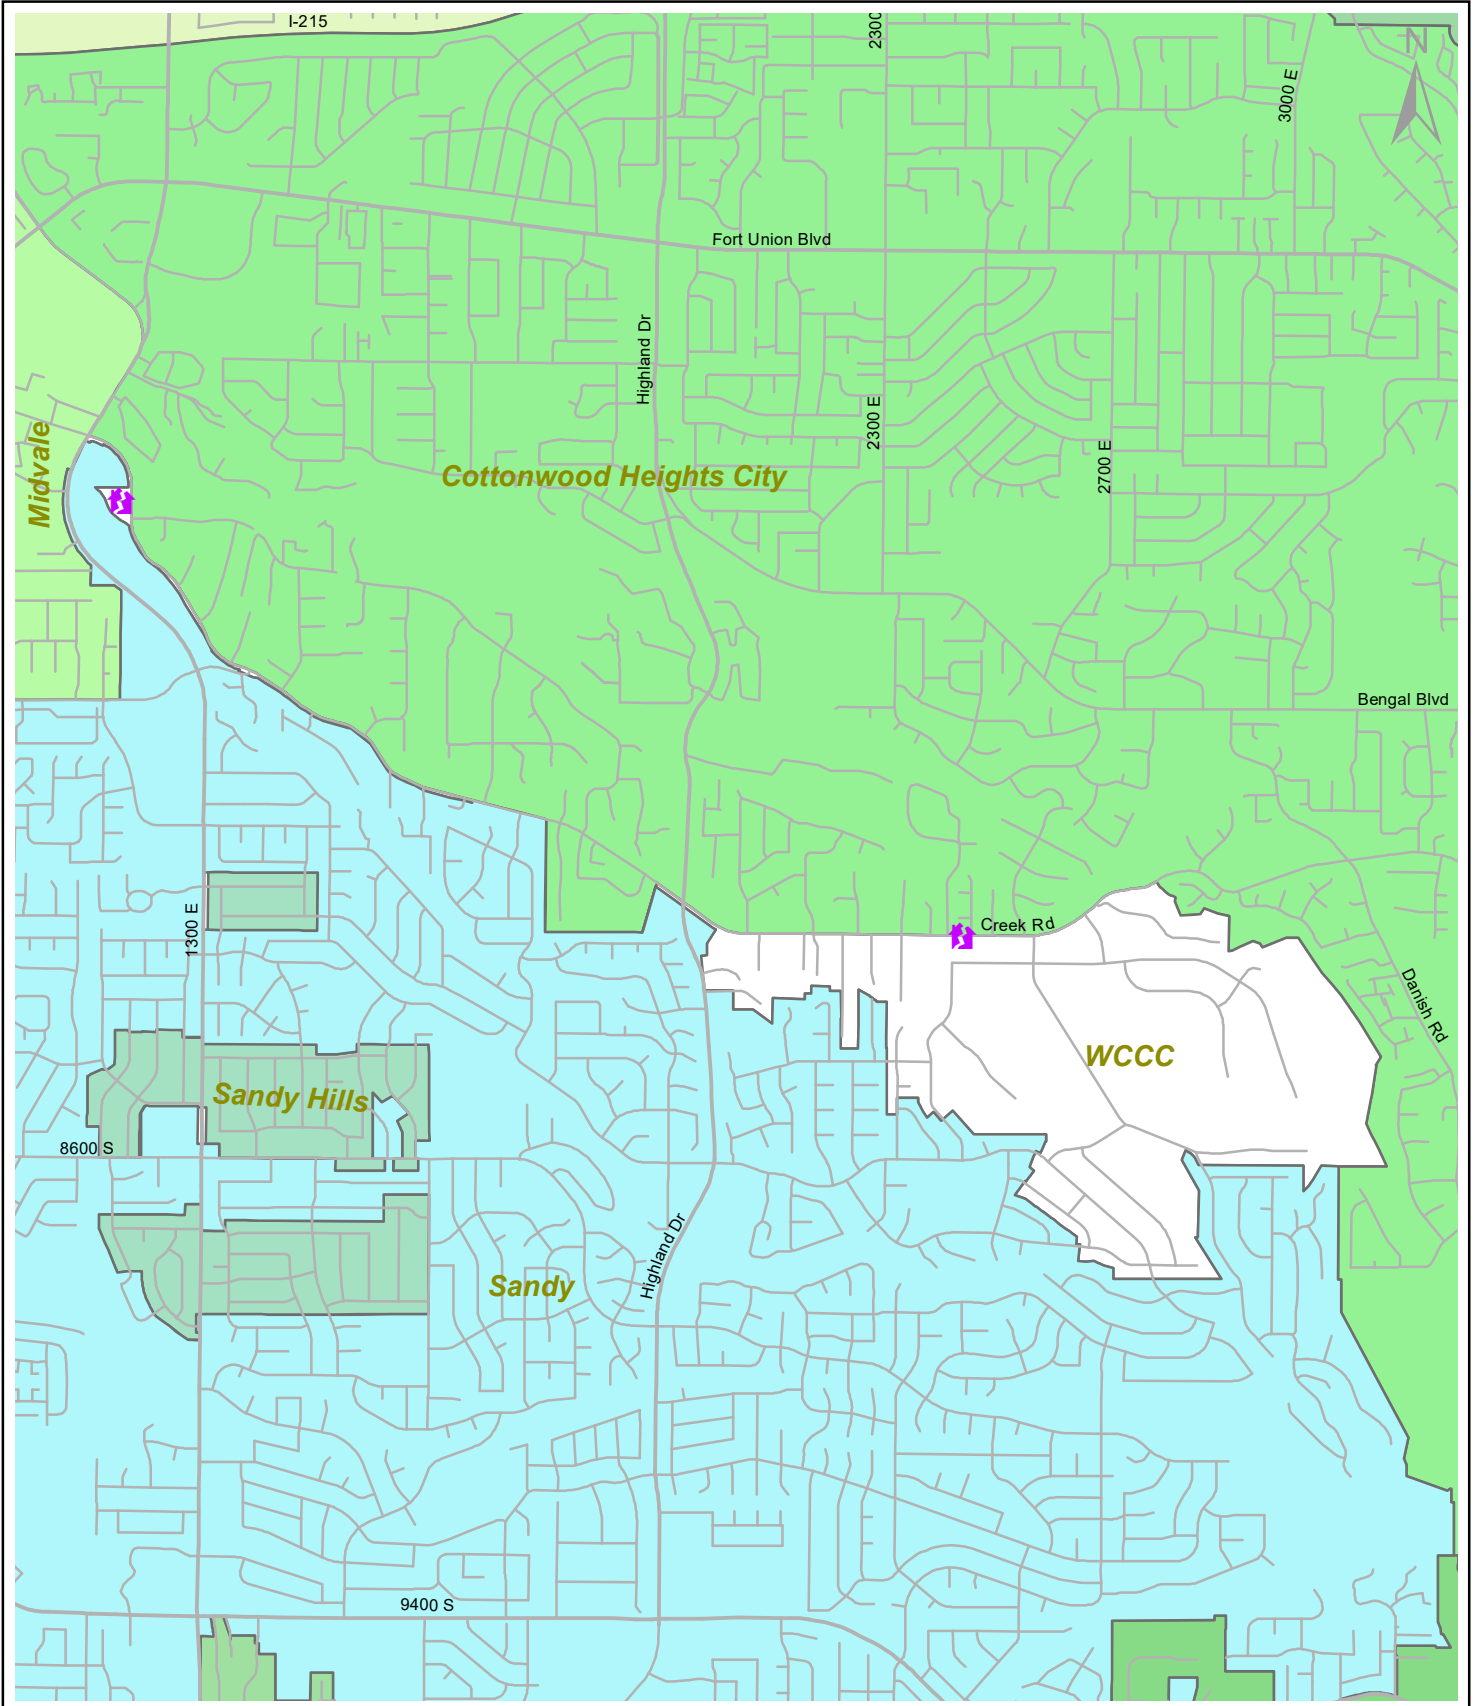 I-215
2300
N
3000 E
Fort Union Blvd
Highland Dr
2300 E
Midvale
Cottonwood Heights City
2700 E
Bengal Blvd
1300 E
Creek Rd
Danish Rd
WCCC
Sandy Hills
8600 S
Highland Dr
Sandy
9400 S